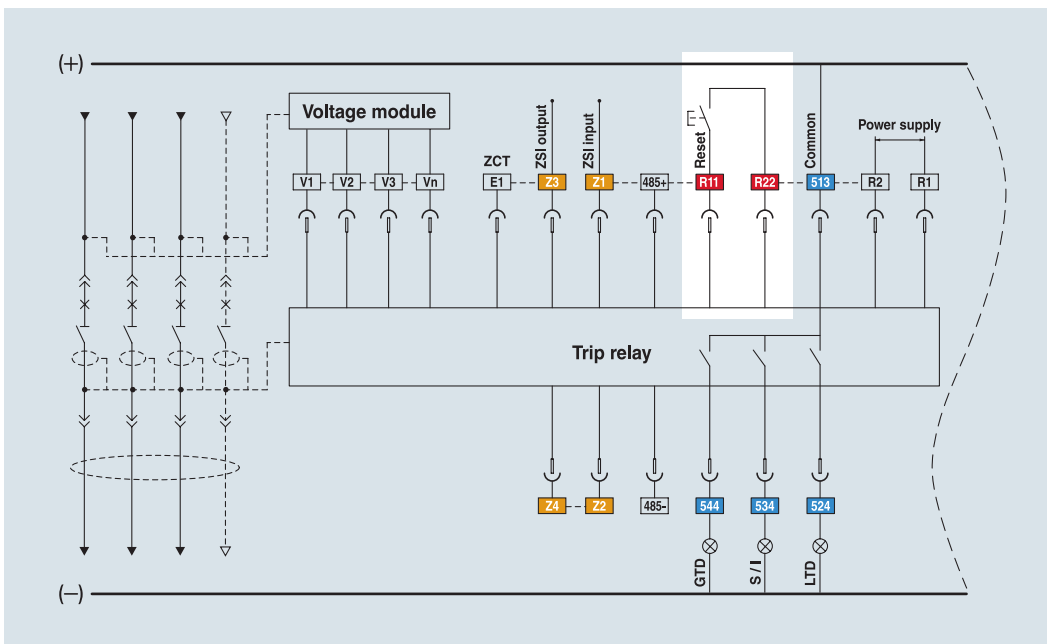 (+)
Voltage module
ZCT
ZSI output
ZSI input
Reset
Common
Power supply
V1 V2 V3 Vn E1 Z3 Z1 485+ R11 R22 513 R2 R1
Trip relay
Z4 Z2 485- 544 534 524
GTD
S / I
LTD
(−)